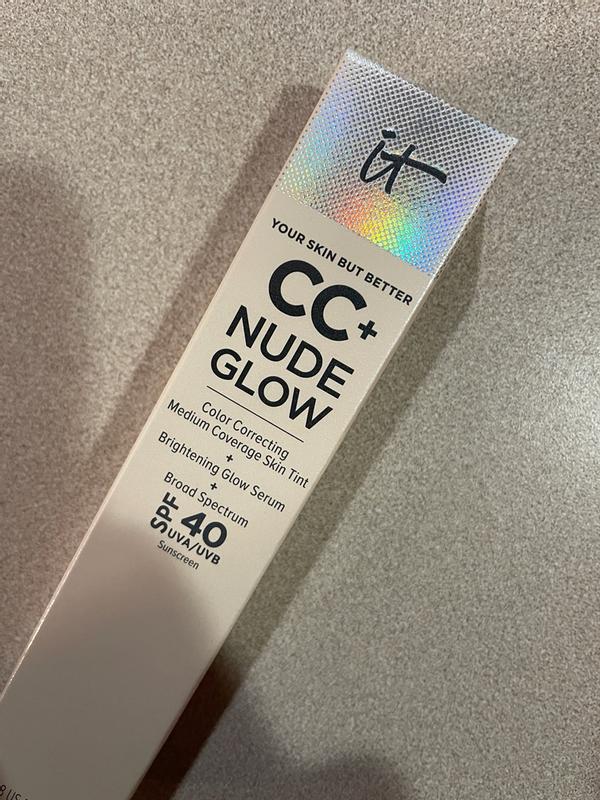 it
YOUR SKIN BUT BETTER
CC+
NUDE
GLOW
Color Correcting
Medium Coverage Skin Tint
+
Brightening Glow Serum
+
Broad Spectrum
SPF 40
UVA/UVB
Sunscreen